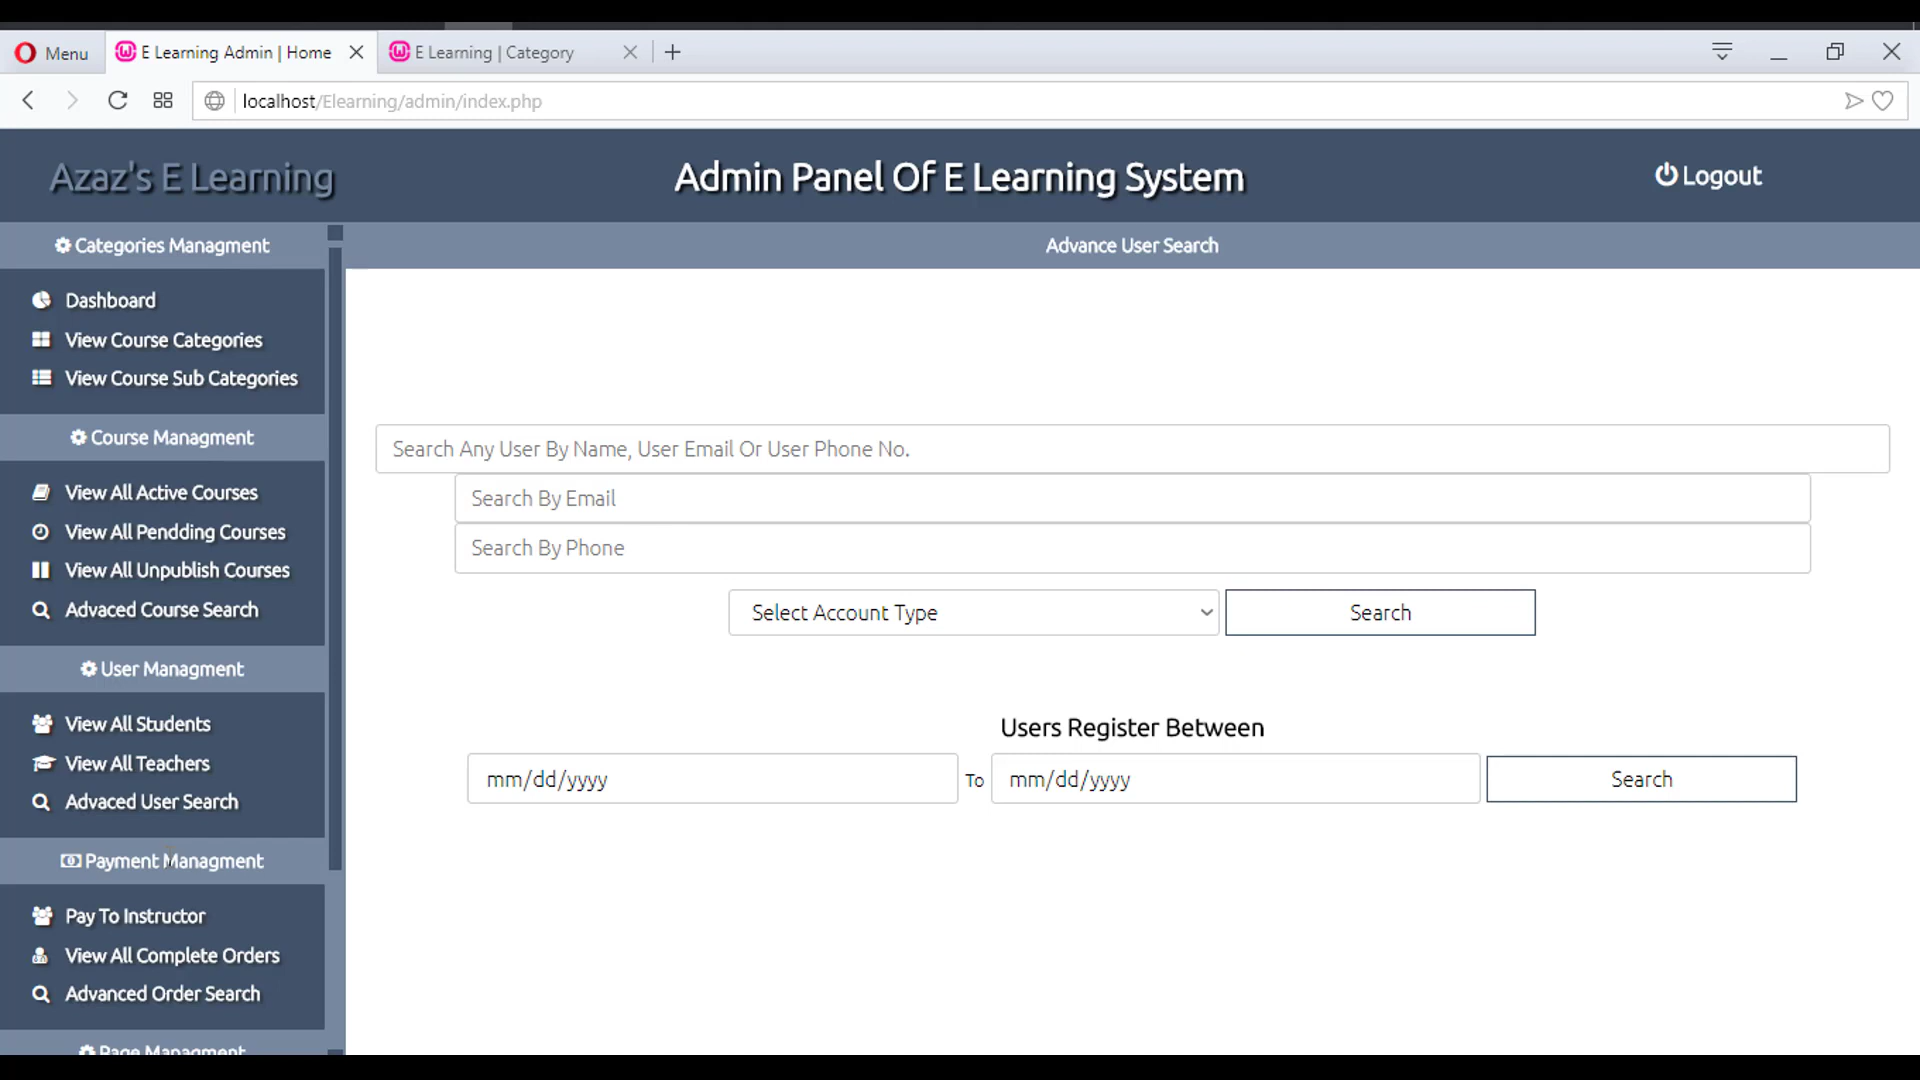 Menu
E Learning Admin | Home
E Learning | Category
localhost/Elearning/admin/index.php
Azaz's E Learning
Admin Panel Of E Learning System
Logout
Categories Managment
Advance User Search
Dashboard
View Course Categories
View Course Sub Categories
Course Managment
View All Active Courses
View All Pendding Courses
View All Unpublish Courses
Advaced Course Search
User Managment
View All Students
View All Teachers
Advaced User Search
Payment Managment
Pay To Instructor
View All Complete Orders
Advanced Order Search
Page Managment
Search Any User By Name, User Email Or User Phone No.
Search By Email
Search By Phone
Select Account Type
Search
Users Register Between
mm/dd/yyyy To mm/dd/yyyy Search